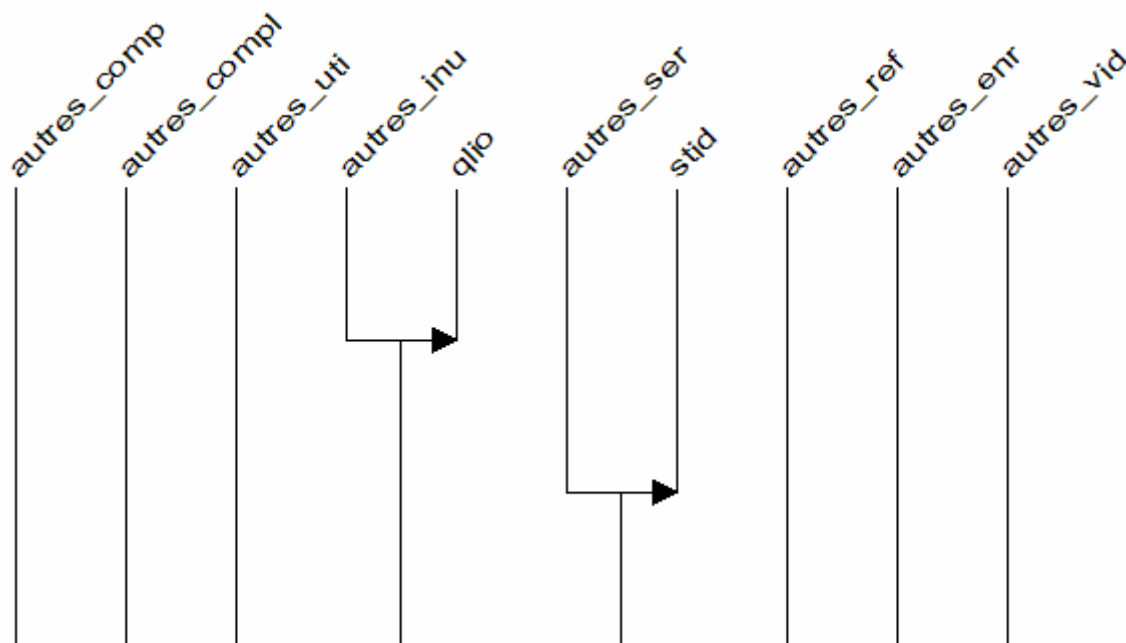 autres_comp
autres_compl
autres_uti
autres_inu
qlio
autres_ser
stid
autres_ref
autres_enr
autres_vid